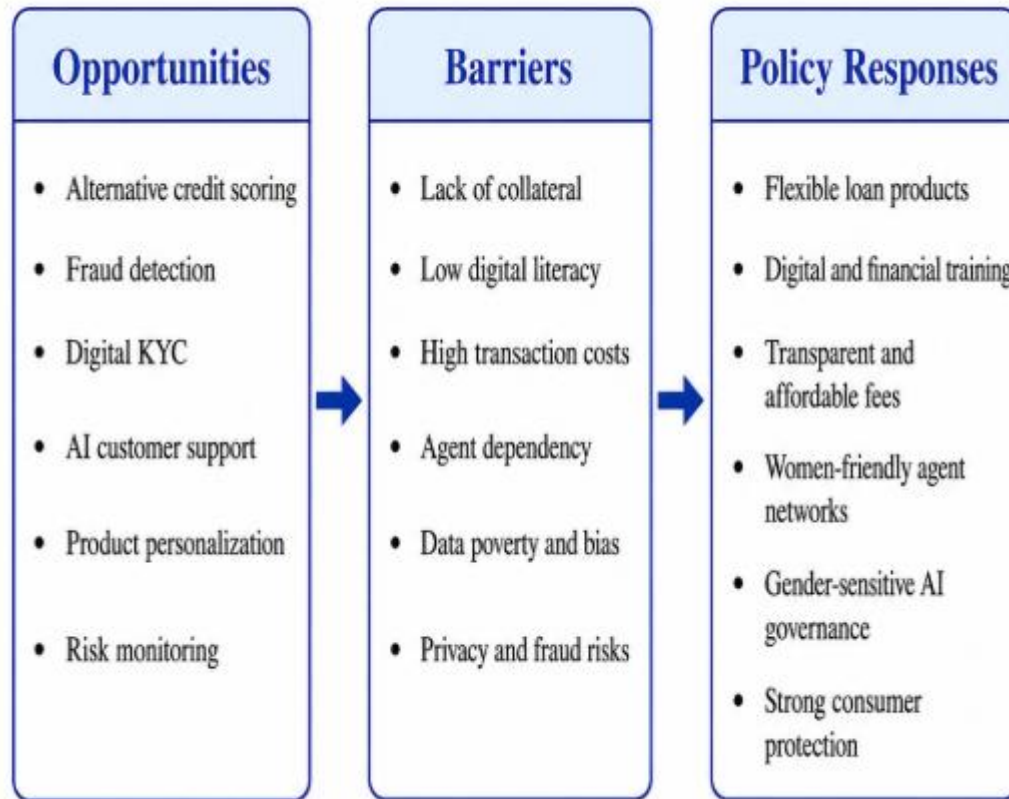 Opportunities
• Alternative credit scoring
• Fraud detection
• Digital KYC
• AI customer support
• Product personalization
• Risk monitoring
Barriers
• Lack of collateral
• Low digital literacy
• High transaction costs
• Agent dependency
• Data poverty and bias
• Privacy and fraud risks
Policy Responses
• Flexible loan products
• Digital and financial training
• Transparent and
affordable fees
• Women-friendly agent
networks
• Gender-sensitive AI
governance
• Strong consumer
protection